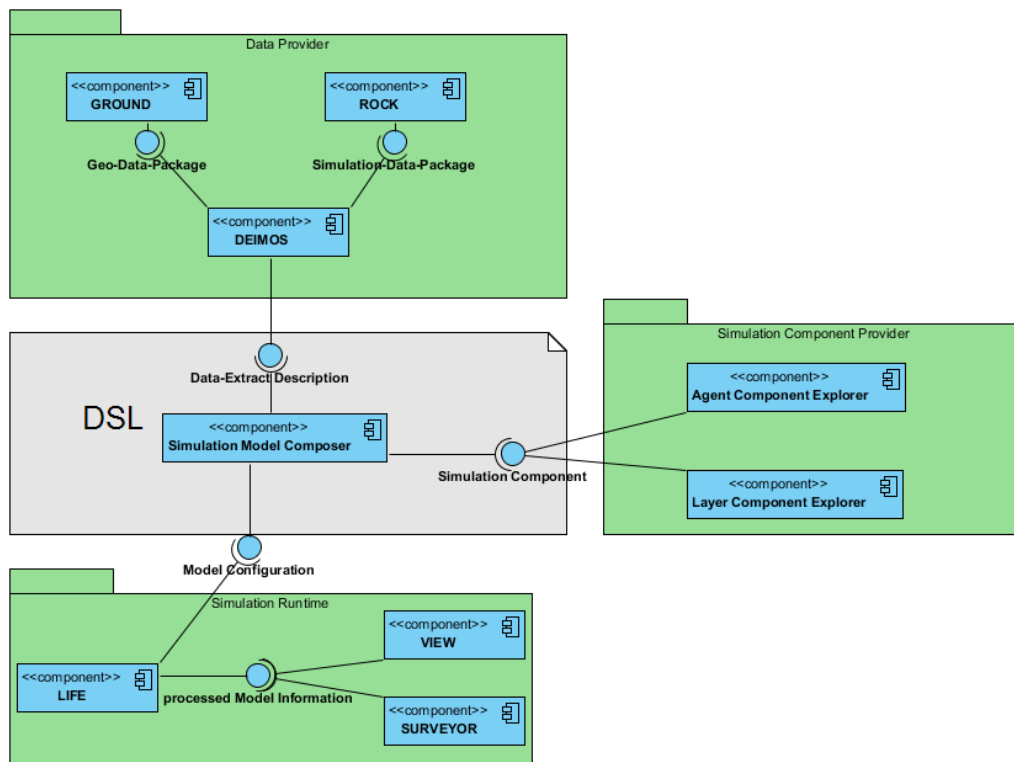 Data Provider
<<component>>
GROUND
<<component>>
ROCK
Geo-Data-Package
Simulation-Data-Package
<<component>>
DEIMOS
Data-Extract Description
DSL
<<component>>
Simulation Model Composer
Simulation Component
Simulation Component Provider
<<component>>
Agent Component Explorer
<<component>>
Layer Component Explorer
Model Configuration
Simulation Runtime
<<component>>
LIFE
processed Model Information
<<component>>
VIEW
<<component>>
SURVEYOR